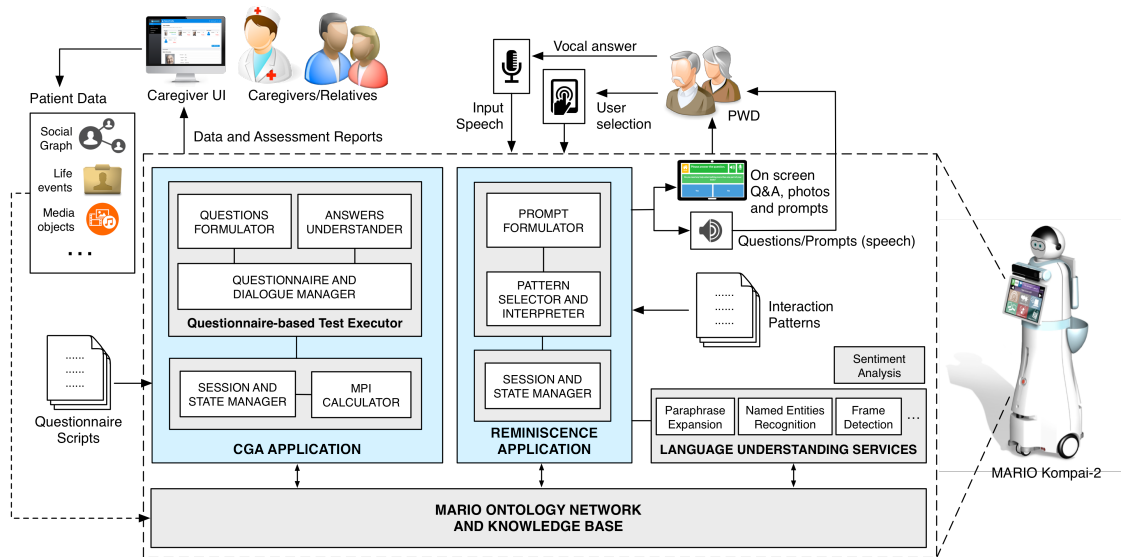 Vocal answer
Caregiver UI
Caregivers/Relatives
Patient Data
Input
Speech
User
selection
PWD
Data and Assessment Reports
Social
Graph
Life
events
Media
objects
...
QUESTIONS
FORMULATOR
ANSWERS
UNDERSTANDER
QUESTIONNAIRE AND
DIALOGUE MANAGER
Questionnaire-based Test Executor
PROMPT
FORMULATOR
PATTERN
SELECTOR AND
INTERPRETER
On screen
Q&A, photos
and prompts
Questions/Prompts (speech)
......
......
......
Interaction
Patterns
......
......
......
Questionnaire
Scripts
SESSION AND
STATE MANAGER
MPI
CALCULATOR
CGA APPLICATION
SESSION AND
STATE MANAGER
REMINISCENCE
APPLICATION
Sentiment
Analysis
Paraphrase
Expansion
Named Entities
Recognition
Frame
Detection
...
LANGUAGE UNDERSTANDING SERVICES
MARIO Kompai-2
MARIO ONTOLOGY NETWORK
AND KNOWLEDGE BASE